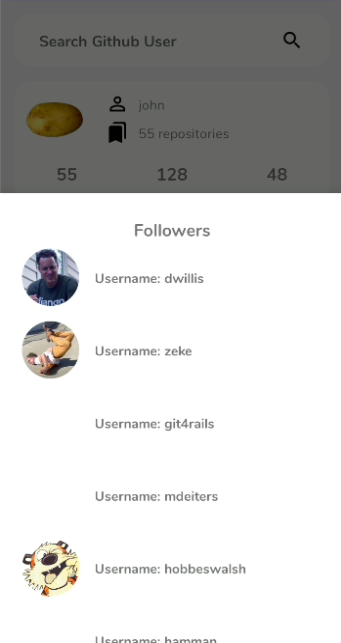 Search Github User
john
55 repositories
55 128 48
Followers
Username: dwillis
django
Username: zeke
Username: git4rails
Username: mdeiters
Username: hobbeswalsh
Username: hamman